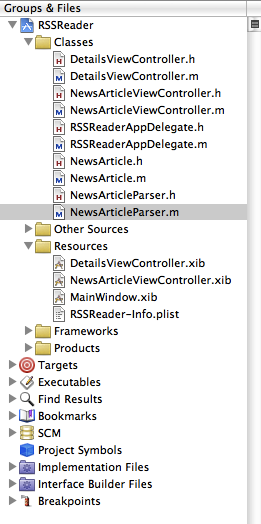 Groups & Files
RSSReader
Classes
DetailsViewController.h
DetailsViewController.m
NewsArticleViewController.h
NewsArticleViewController.m
RSSReaderAppDelegate.h
RSSReaderAppDelegate.m
NewsArticle.h
NewsArticle.m
NewsArticleParser.h
NewsArticleParser.m
Other Sources
Resources
DetailsViewController.xib
NewsArticleViewController.xib
MainWindow.xib
RSSReader-Info.plist
Frameworks
Products
Targets
Executables
Find Results
Bookmarks
SCM
Project Symbols
Implementation Files
Interface Builder Files
Breakpoints